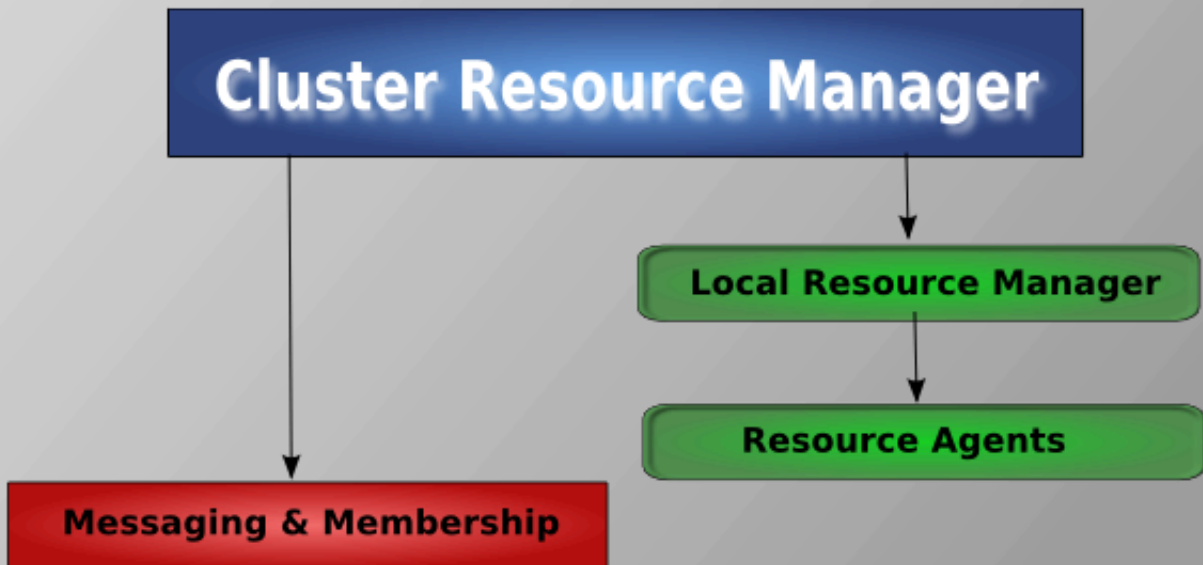 Cluster Resource Manager
Local Resource Manager
Resource Agents
Messaging & Membership